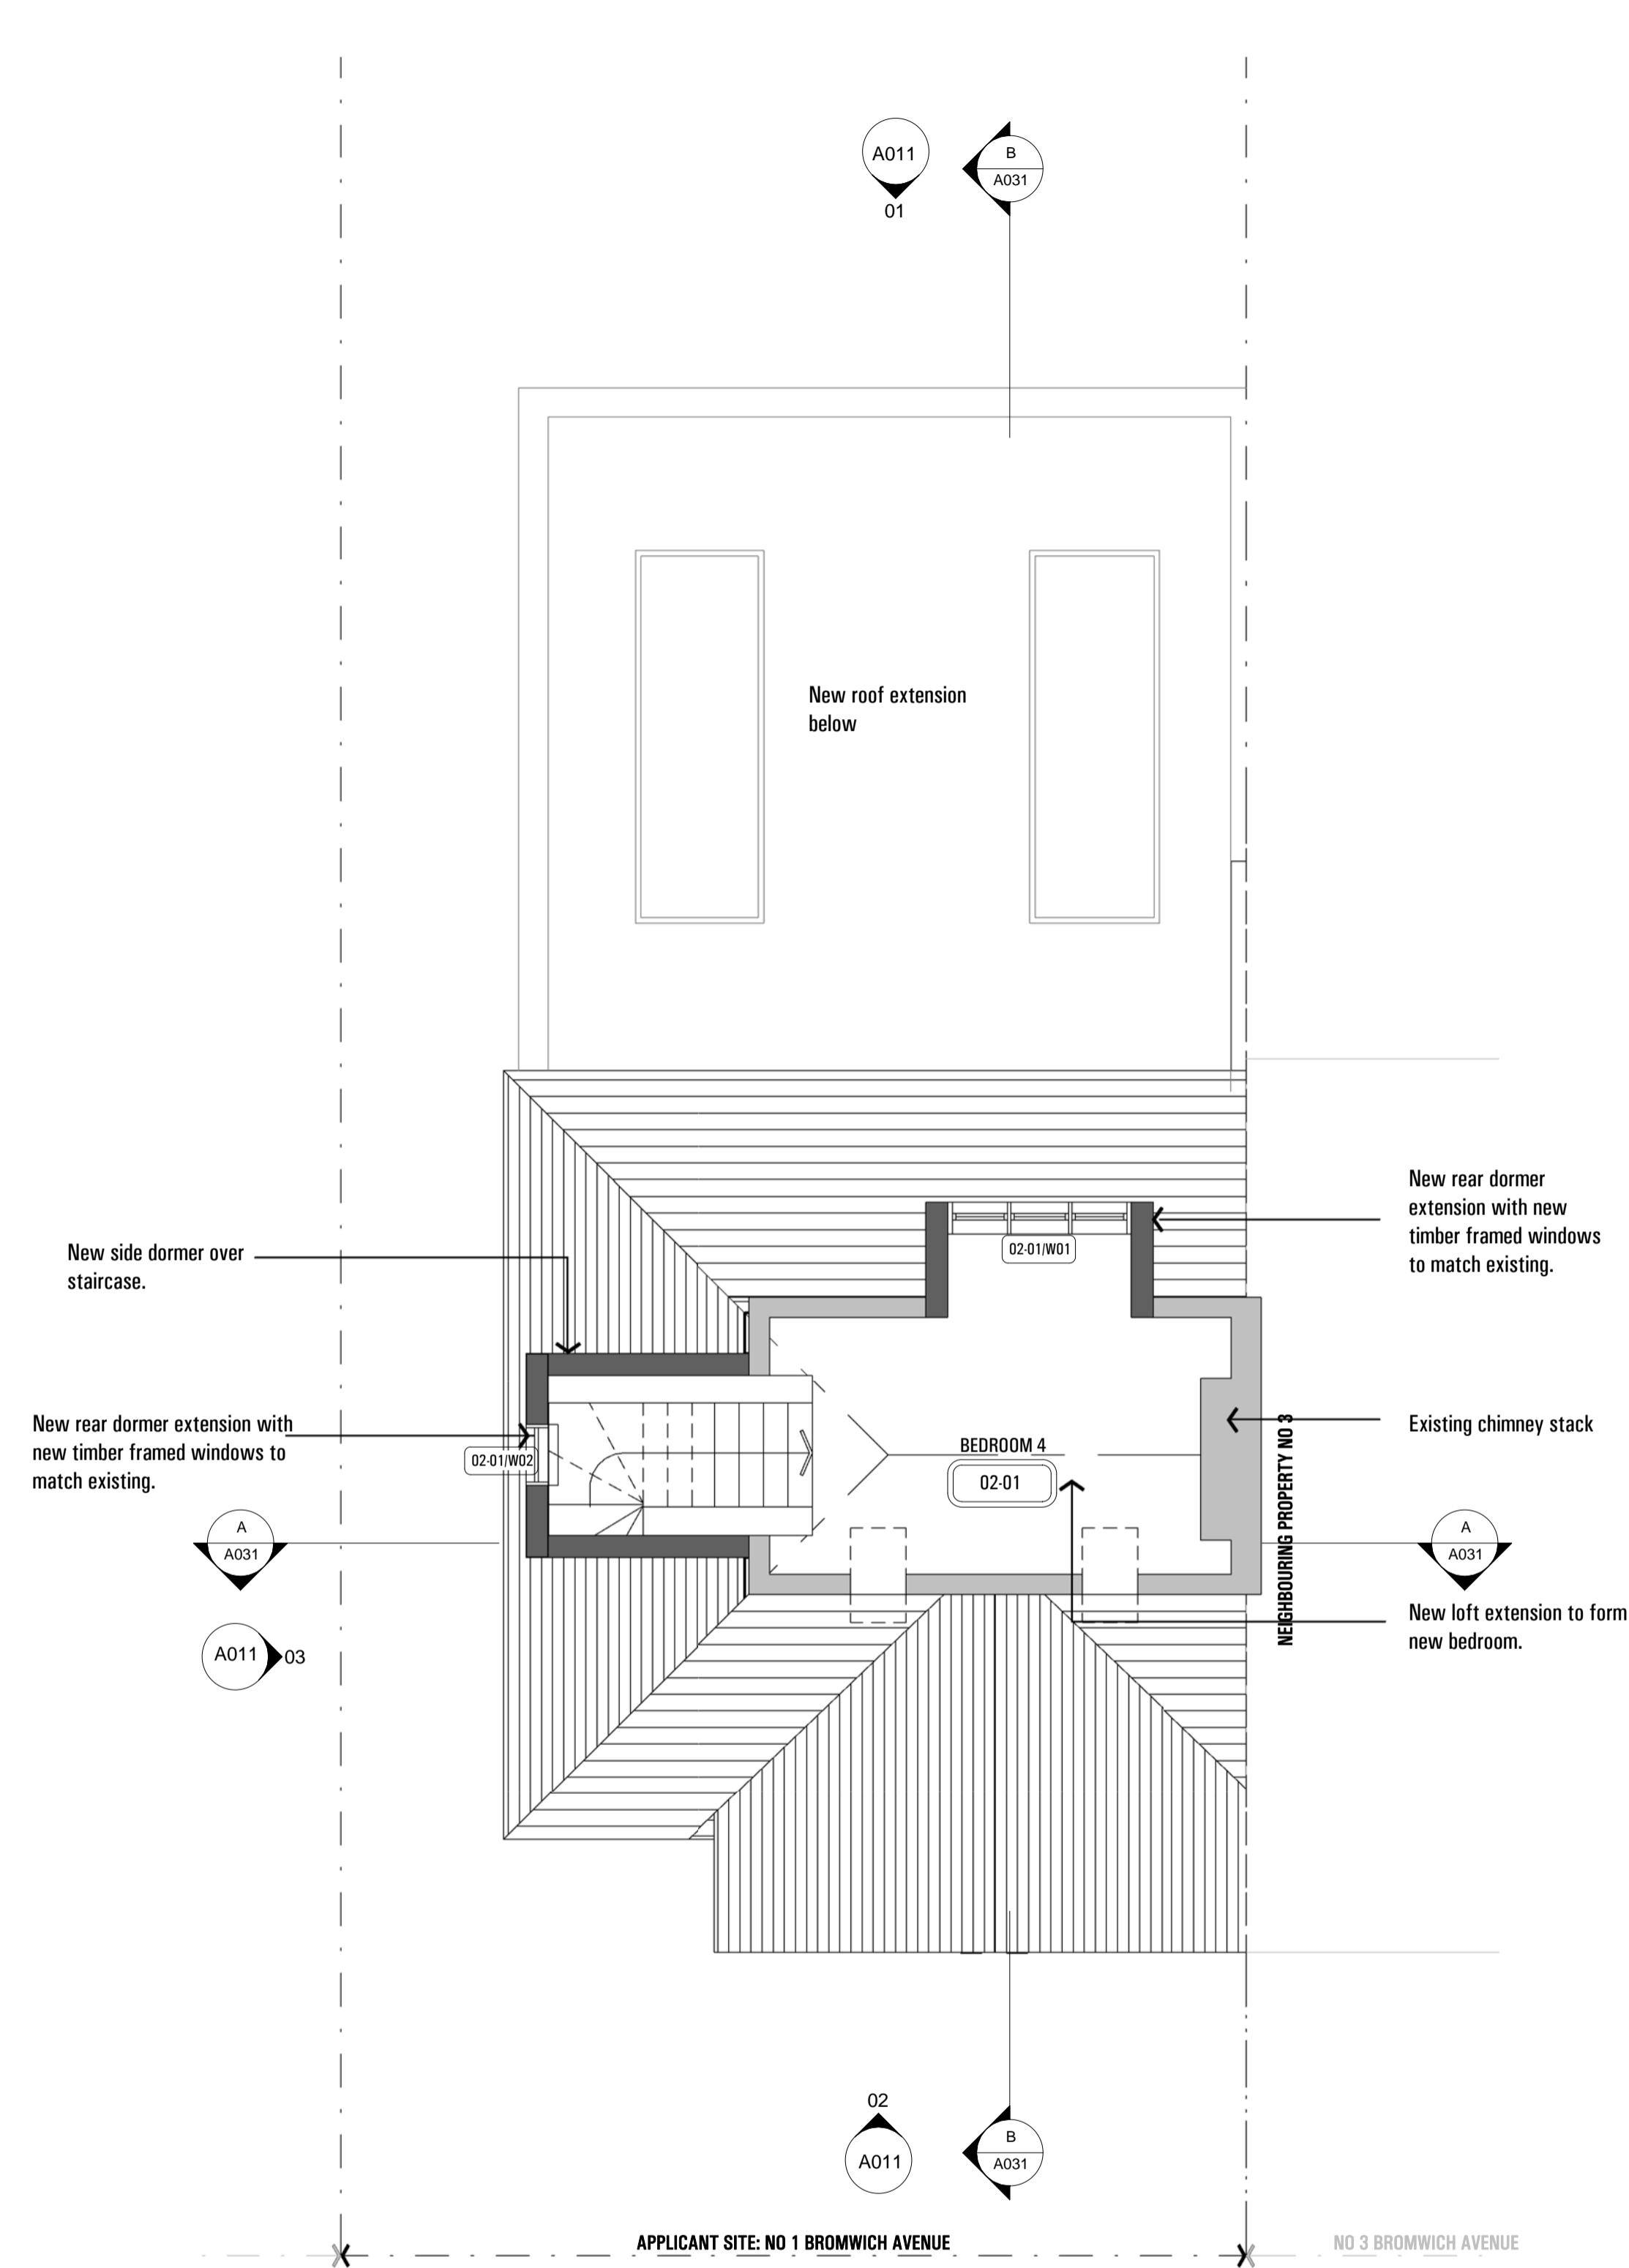 A011
01
B
A031
New roof extension
below
New rear dormer
extension with new
timber framed windows
to match existing.
02-01/W01
New side dormer over
staircase.
New rear dormer extension with
new timber framed windows to
match existing.
02-01/W02
BEDROOM 4
02-01
Existing chimney stack
NEIGHBOURING PROPERTY NO 3
A
A031
A
A031
New loft extension to form
new bedroom.
A011
03
02
A011
B
A031
APPLICANT SITE: NO 1 BROMWICH AVENUE
NO 3 BROMWICH AVENUE